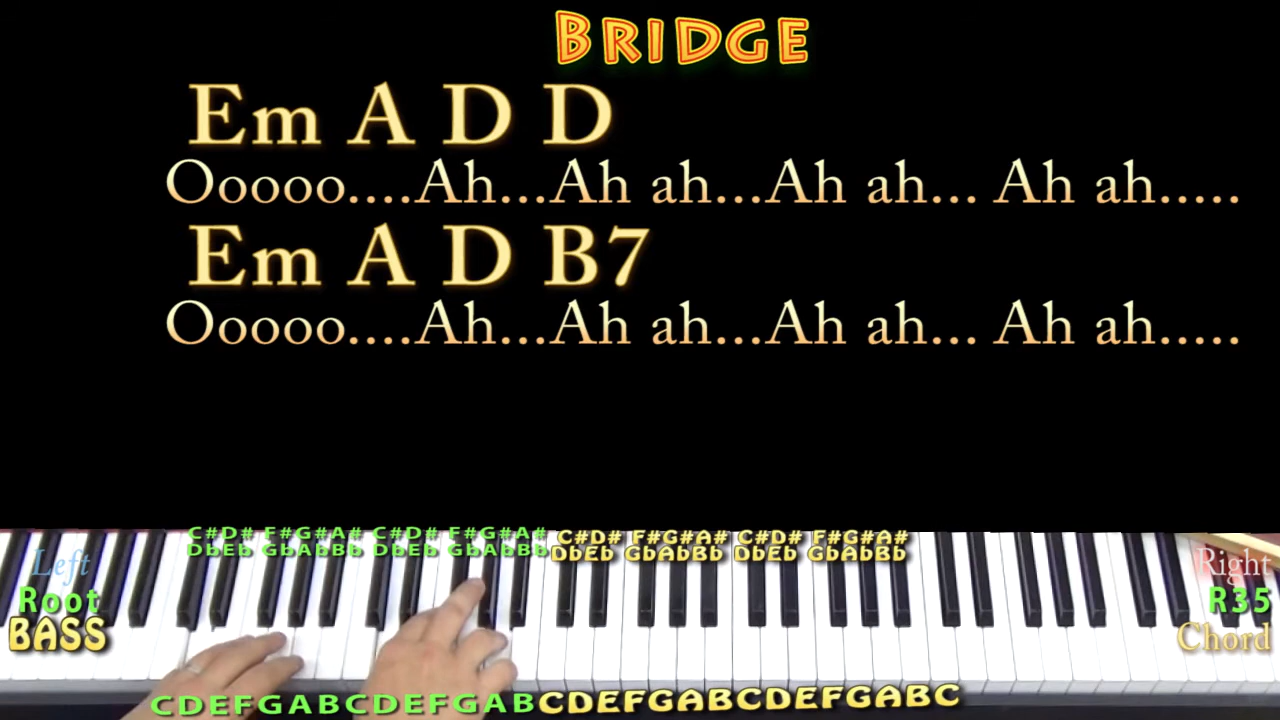 BRIDGE
Em A D D
Ooooo....Ah...Ah ah...Ah ah... Ah ah.....
Em A D B7
Ooooo....Ah...Ah ah...Ah ah... Ah ah.....
C#D# F#G#A# C#D# F#G#A# C#D# F#G#A# C#D# F#G#A#
DbEb GbAbBb DbEb GbAbBb DbEb GbAbBb DbEb GbAbBb
Left
Root
BASS
Right
R35
Chord
CDEFGABCDEFGABCDEFGABCDEFGABC